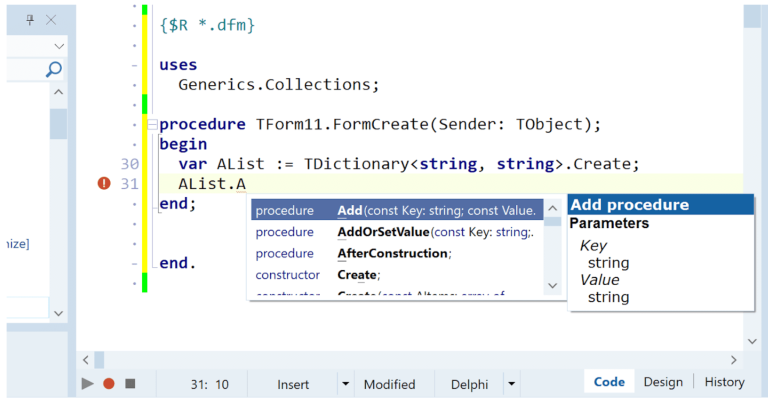 {$R *.dfm}
uses
Generics.Collections;
procedure TForm11.FormCreate(Sender: TObject);
begin
30 var AList := TDictionary<string, string>.Create;
31 AList.A
end;
procedure Add(const Key: string; const Value.
procedure AddOrSetValue(const Key: string;.
procedure AfterConstruction;
constructor Create;
Add procedure
Parameters
Key
string
Value
string
nize]
end.
31: 10 Insert Modified Delphi Code Design History